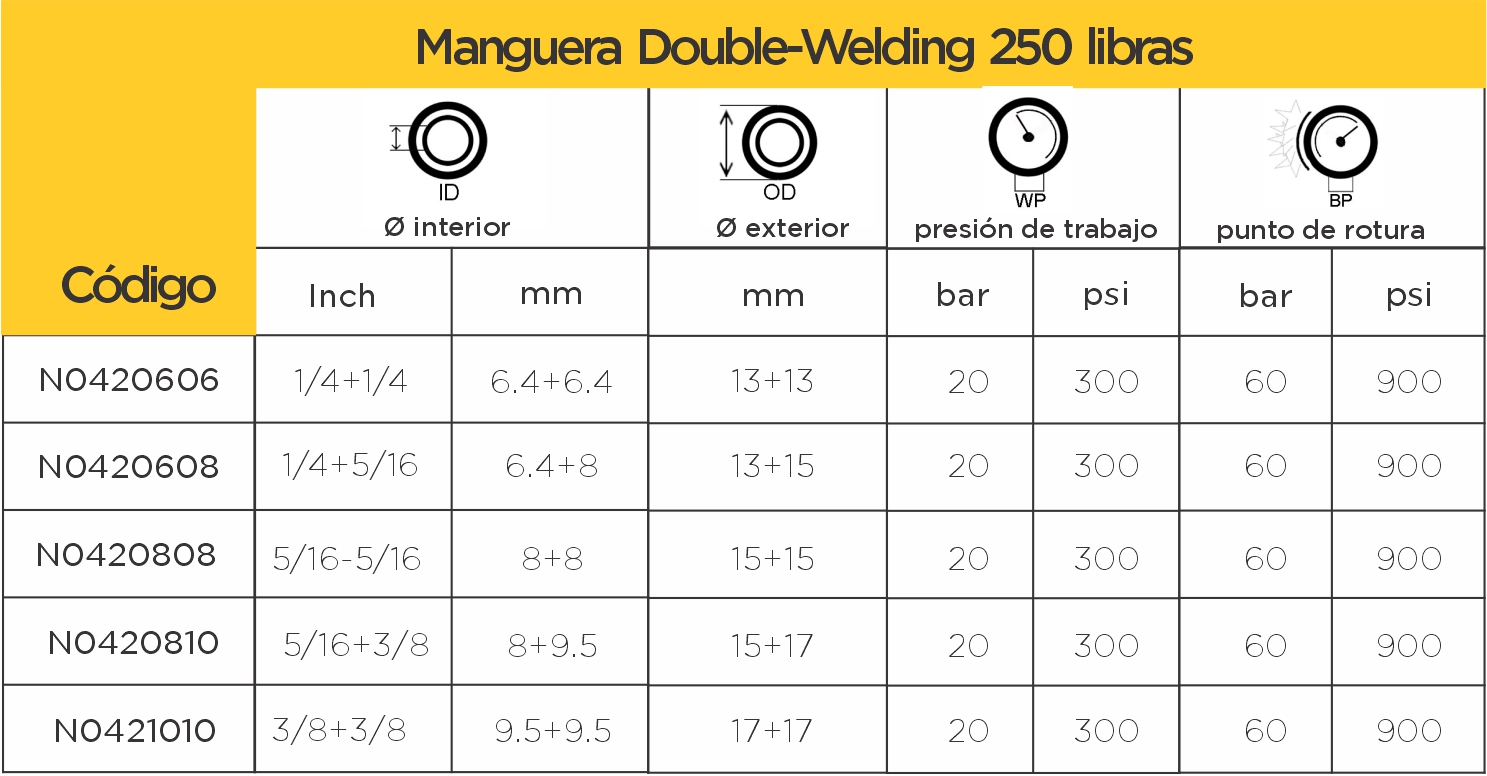 Manguera Double-Welding 250 libras
ID OD WP BP
Ø interior Ø exterior presión de trabajo punto de rotura
Código Inch mm mm bar psi bar psi
N0420606 1/4+1/4 6.4+6.4 13+13 20 300 60 900
N0420608 1/4+5/16 6.4+8 13+15 20 300 60 900
N0420808 5/16-5/16 8+8 15+15 20 300 60 900
N0420810 5/16+3/8 8+9.5 15+17 20 300 60 900
N0421010 3/8+3/8 9.5+9.5 17+17 20 300 60 900